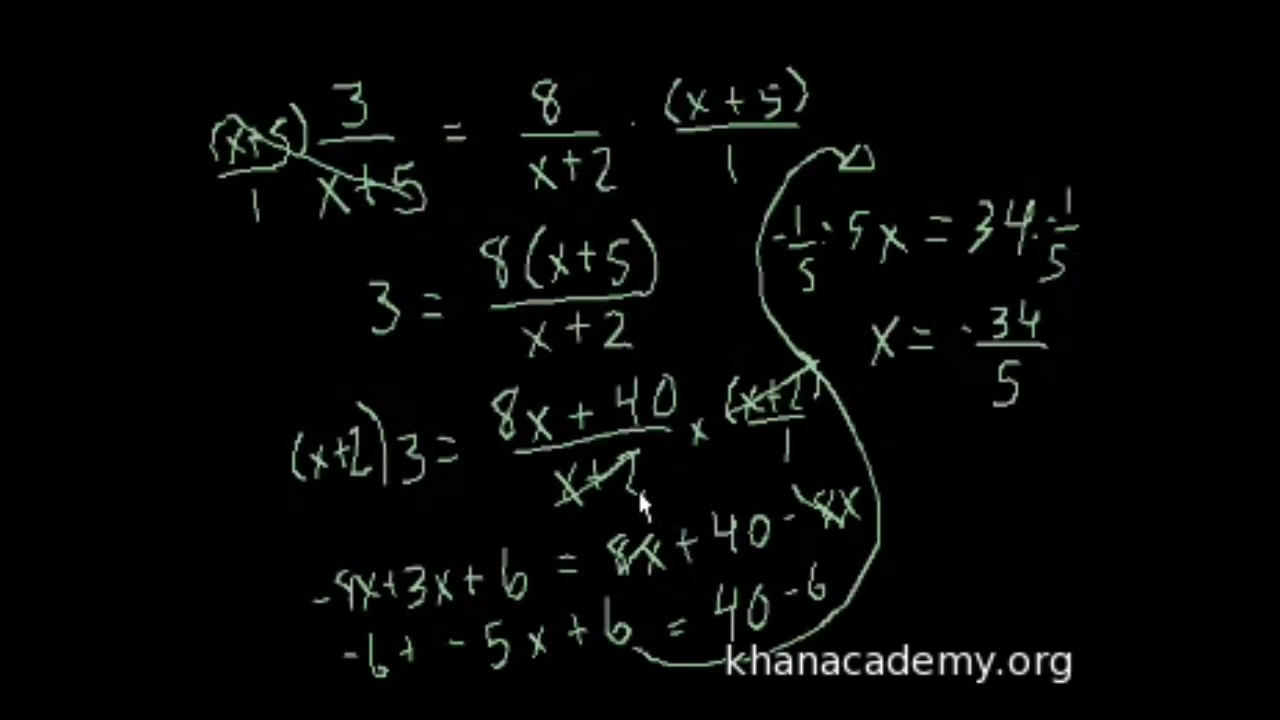 (x+5)/1 3/x+5 = 8/x+2 · (x+5)/1
3 = 8(x+5)/x+2
(x+2) 3 = 8x+40/x+2 x (x+2)/1
-8x+3x+6 = 8x+40-8x
-6+ -5x+6 = 40-6
-1/5 · 5x = 34 · -1/5
x = -34/5
khanacademy.org